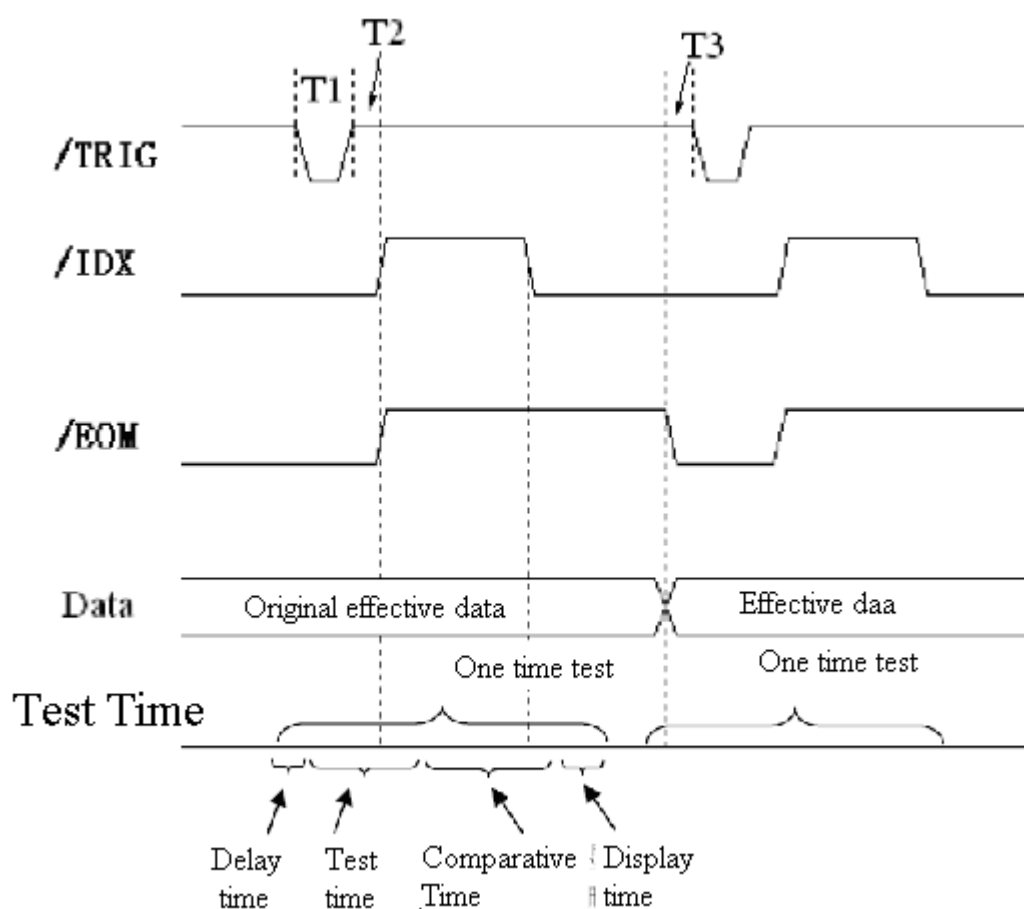 T2
T3
T1
/TRIG
/IDX
/EOM
Data
Original effective data
Effective daa
One time test
One time test
Test Time
Delay
time
Test
time
Comparative
Time
Display
time